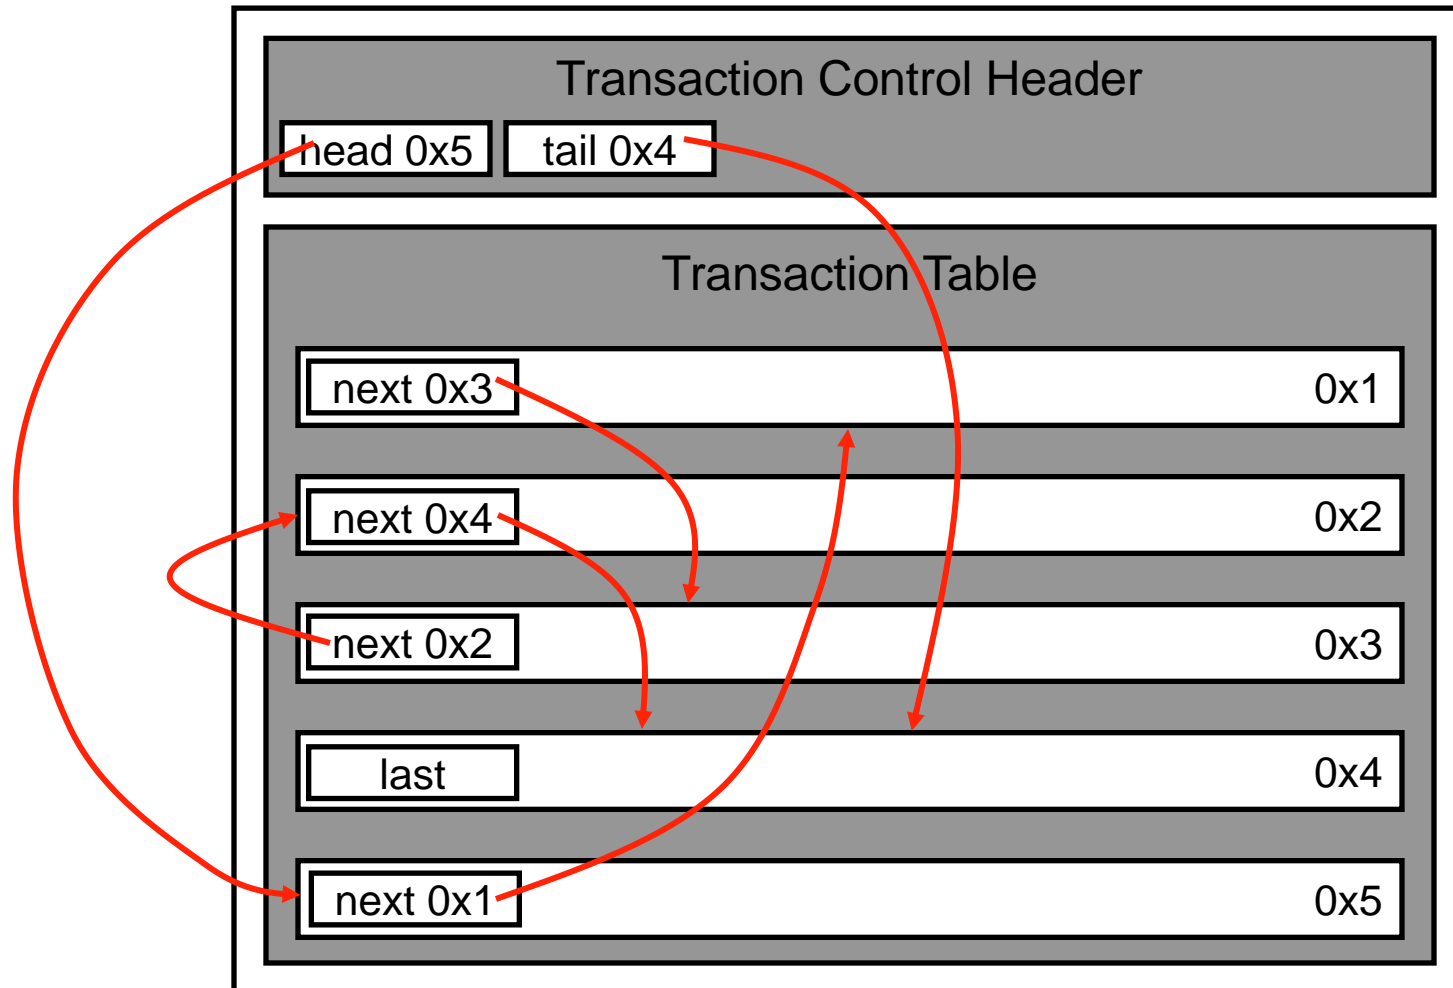 Transaction Control Header
head 0x5 tail 0x4
Transaction Table
next 0x3 0x1
next 0x4 0x2
next 0x2 0x3
last 0x4
next 0x1 0x5